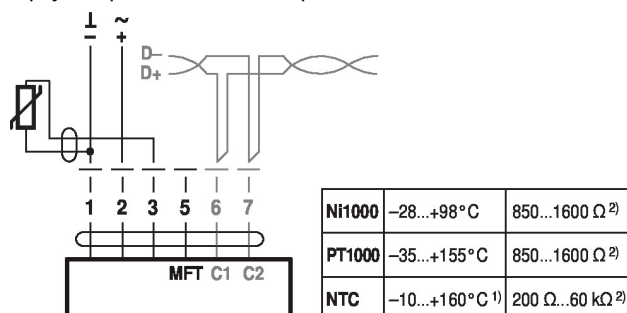 ⊥ ~
− +
D–
D+
1 2 3 5 6 7
MFT C1 C2
Ni1000 –28...+98°C 850...1600 Ω 2)
PT1000 –35...+155°C 850...1600 Ω 2)
NTC –10...+160°C 1) 200 Ω...60 kΩ 2)